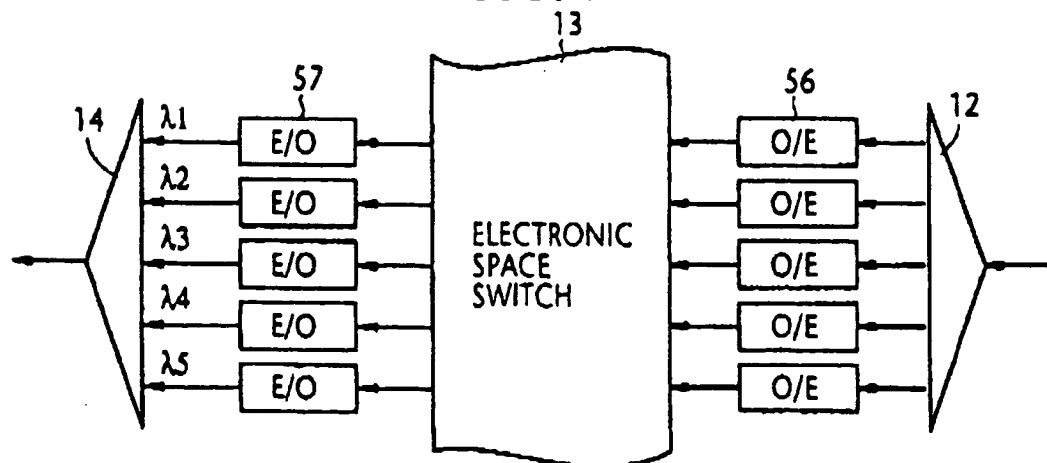 13
57
56
14
12
λ1
E/O
O/E
λ2
E/O
O/E
λ3
E/O
O/E
λ4
E/O
O/E
λ5
E/O
O/E
ELECTRONIC
SPACE
SWITCH